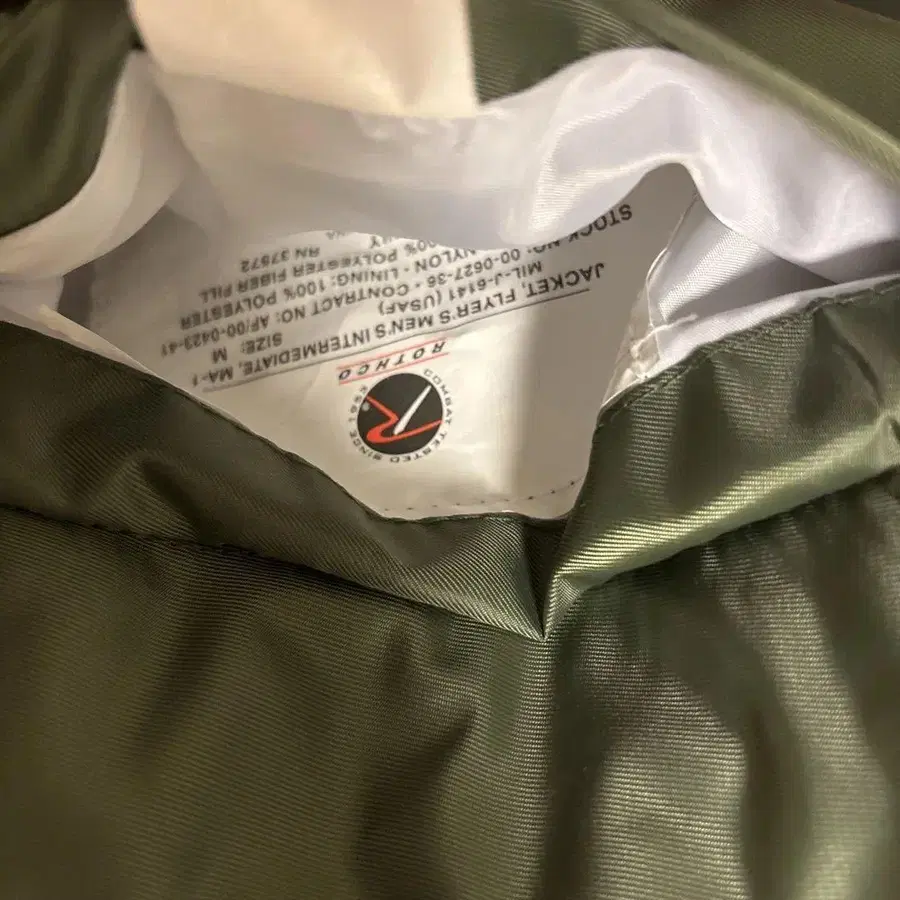 COMBAT TESTED SINCE 1953
R
ROTHCO
JACKET, FLYER'S MEN'S INTERMEDIATE, MA-1
MIL-J-6141 (USAF) SIZE: M
STOCK NO: 00-0627-36 - CONTRACT NO: AF/00-0423-41
NYLON - LINING: 100% POLYESTER
100% POLYESTER FIBER FILL
RN 37572